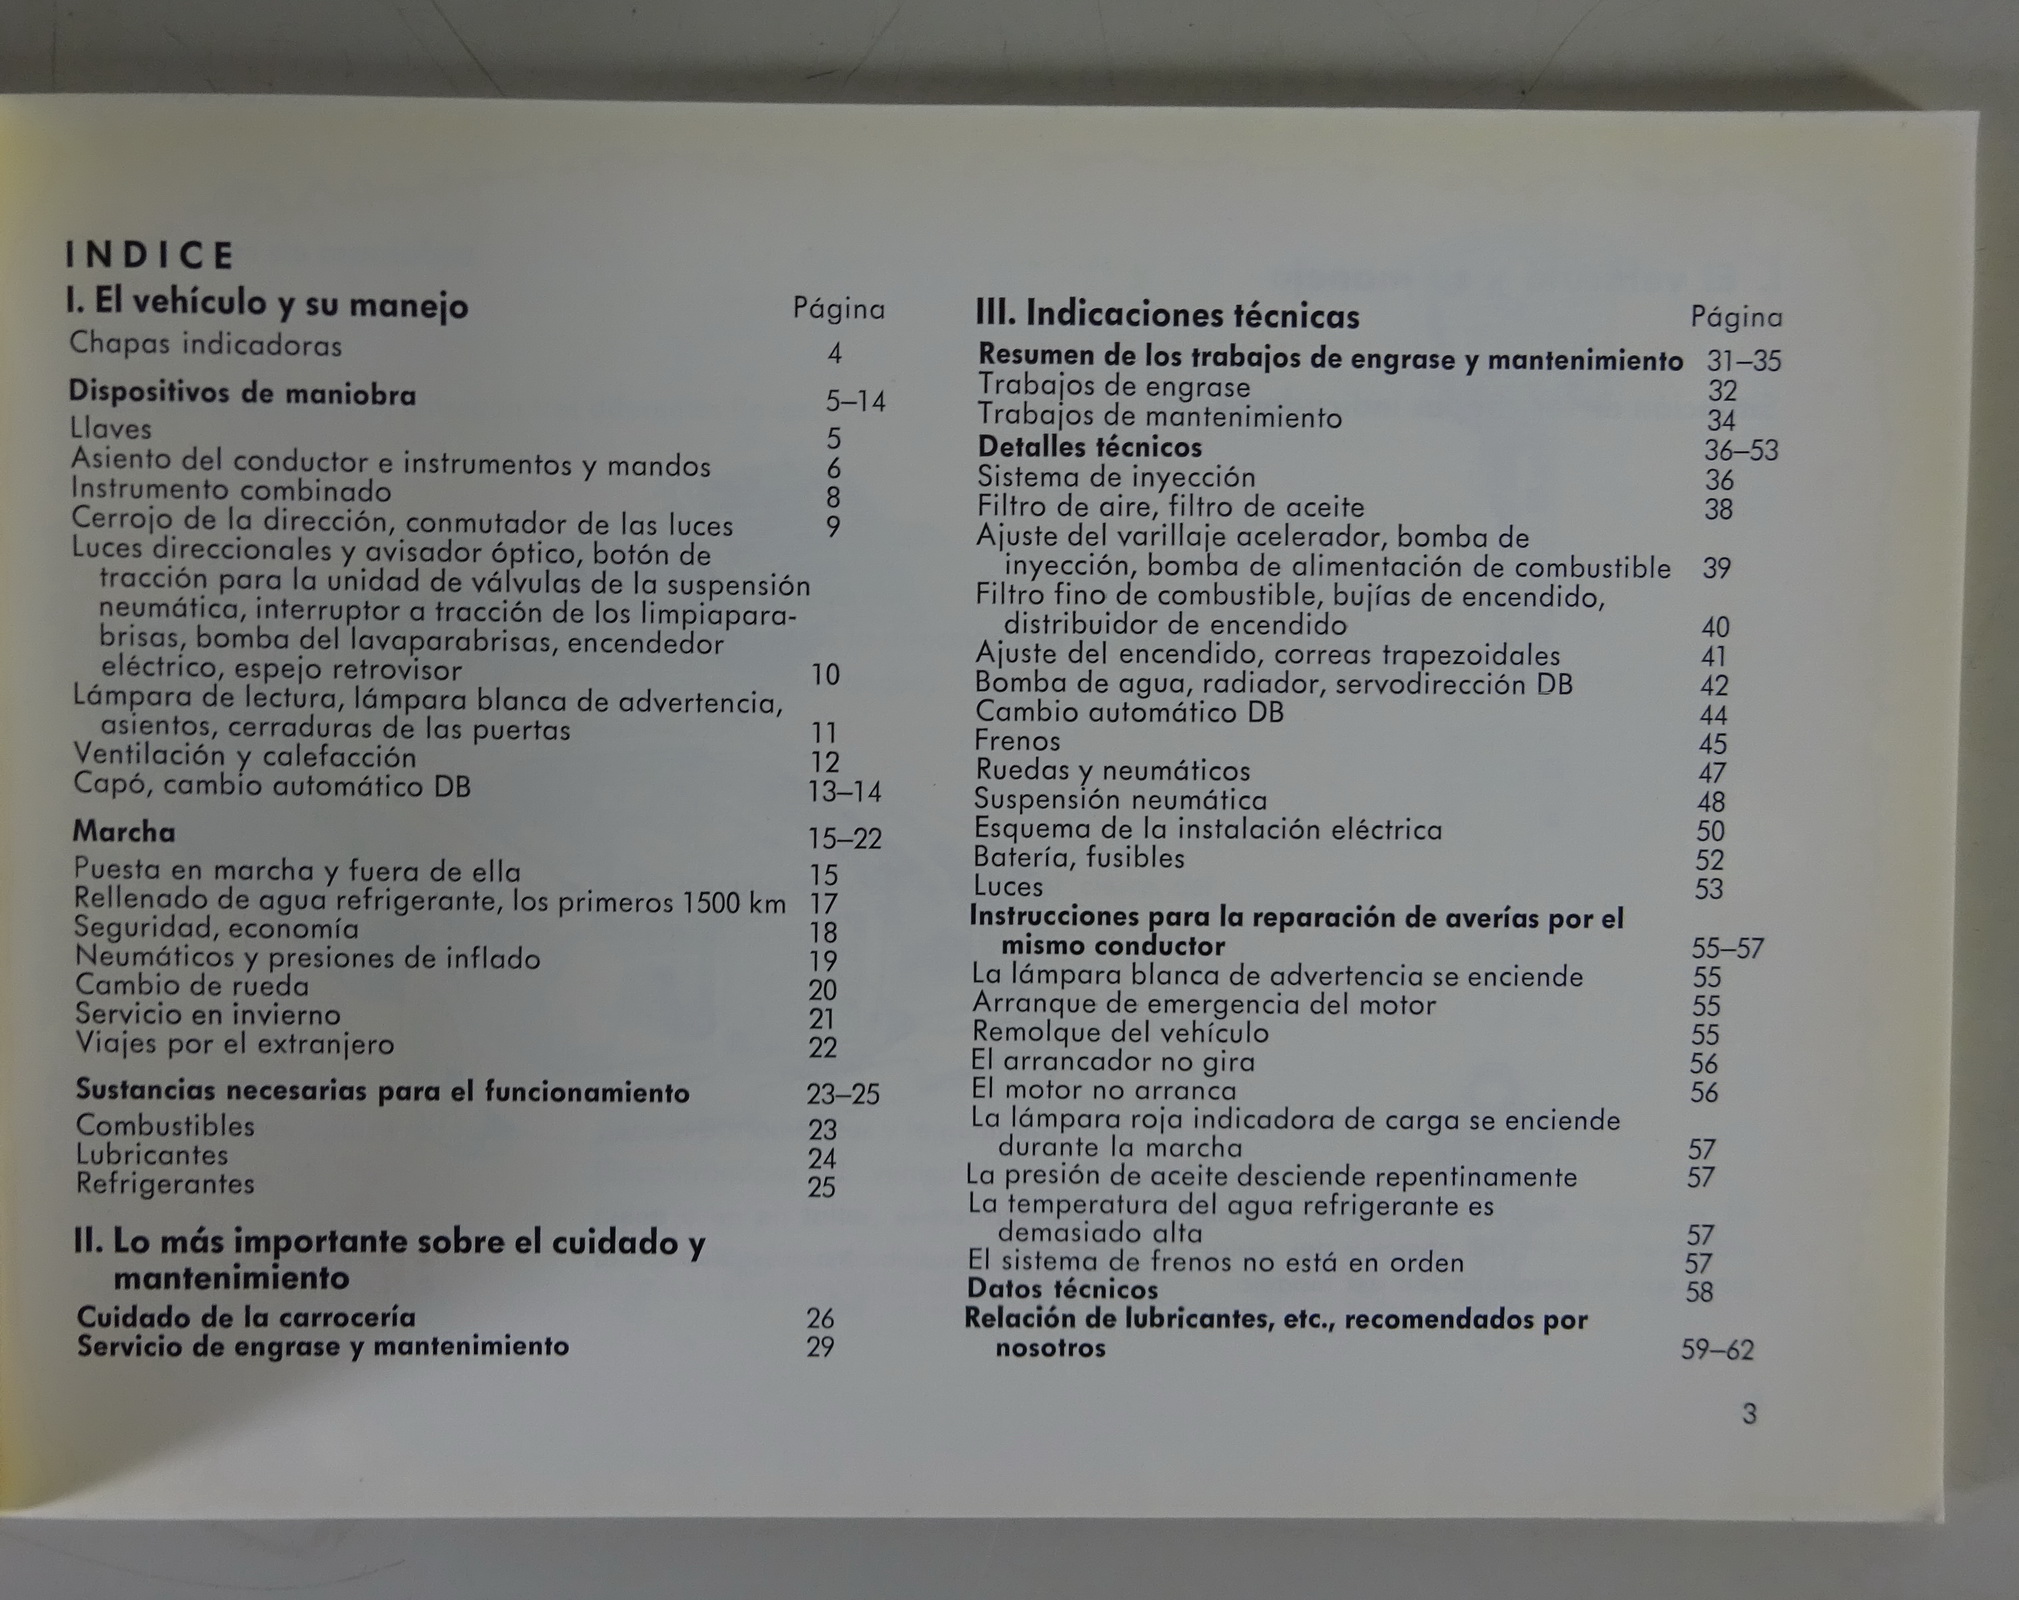 INDICE
I. El vehículo y su manejo Página
Chapas indicadoras 4
Dispositivos de maniobra 5–14
Llaves 5
Asiento del conductor e instrumentos y mandos 6
Instrumento combinado 8
Cerrojo de la dirección, conmutador de las luces 9
Luces direccionales y avisador óptico, botón de
tracción para la unidad de válvulas de la suspensión
neumática, interruptor a tracción de los limpiapara-
brisas, bomba del lavaparabrisas, encendedor
eléctrico, espejo retrovisor 10
Lámpara de lectura, lámpara blanca de advertencia,
asientos, cerraduras de las puertas 11
Ventilación y calefacción 12
Capó, cambio automático DB 13–14
Marcha 15–22
Puesta en marcha y fuera de ella 15
Rellenado de agua refrigerante, los primeros 1500 km 17
Seguridad, economía 18
Neumáticos y presiones de inflado 19
Cambio de rueda 20
Servicio en invierno 21
Viajes por el extranjero 22
Sustancias necesarias para el funcionamiento 23–25
Combustibles 23
Lubricantes 24
Refrigerantes 25
II. Lo más importante sobre el cuidado y
mantenimiento
Cuidado de la carrocería 26
Servicio de engrase y mantenimiento 29
III. Indicaciones técnicas Página
Resumen de los trabajos de engrase y mantenimiento 31–35
Trabajos de engrase 32
Trabajos de mantenimiento 34
Detalles técnicos 36–53
Sistema de inyección 36
Filtro de aire, filtro de aceite 38
Ajuste del varillaje acelerador, bomba de
inyección, bomba de alimentación de combustible 39
Filtro fino de combustible, bujías de encendido,
distribuidor de encendido 40
Ajuste del encendido, correas trapezoidales 41
Bomba de agua, radiador, servodirección DB 42
Cambio automático DB 44
Frenos 45
Ruedas y neumáticos 47
Suspensión neumática 48
Esquema de la instalación eléctrica 50
Batería, fusibles 52
Luces 53
Instrucciones para la reparación de averías por el
mismo conductor 55–57
La lámpara blanca de advertencia se enciende 55
Arranque de emergencia del motor 55
Remolque del vehículo 55
El arrancador no gira 56
El motor no arranca 56
La lámpara roja indicadora de carga se enciende
durante la marcha 57
La presión de aceite desciende repentinamente 57
La temperatura del agua refrigerante es
demasiado alta 57
El sistema de frenos no está en orden 57
Datos técnicos 58
Relación de lubricantes, etc., recomendados por
nosotros 59–62
3